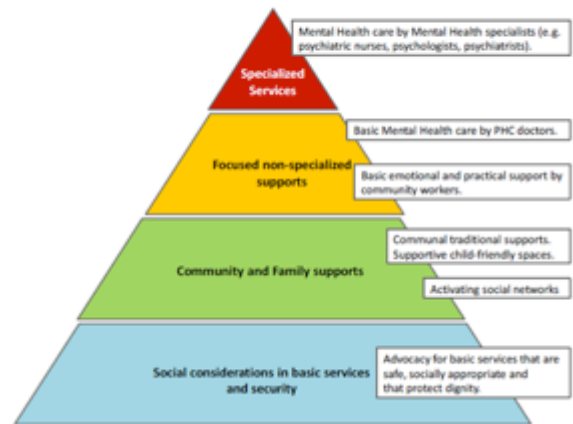 Mental Health care by Mental Health specialists (e.g.
psychiatric nurses, psychologists, psychiatrists).
Specialized
Services
Basic Mental Health care by PHC doctors.
Focused non-specialized
supports
Basic emotional and practical support by
community workers.
Communal traditional supports.
Supportive child-friendly spaces.
Community and Family supports
Activating social networks
Social considerations in basic services
and security
Advocacy for basic services that are
safe, socially appropriate and
that protect dignity.